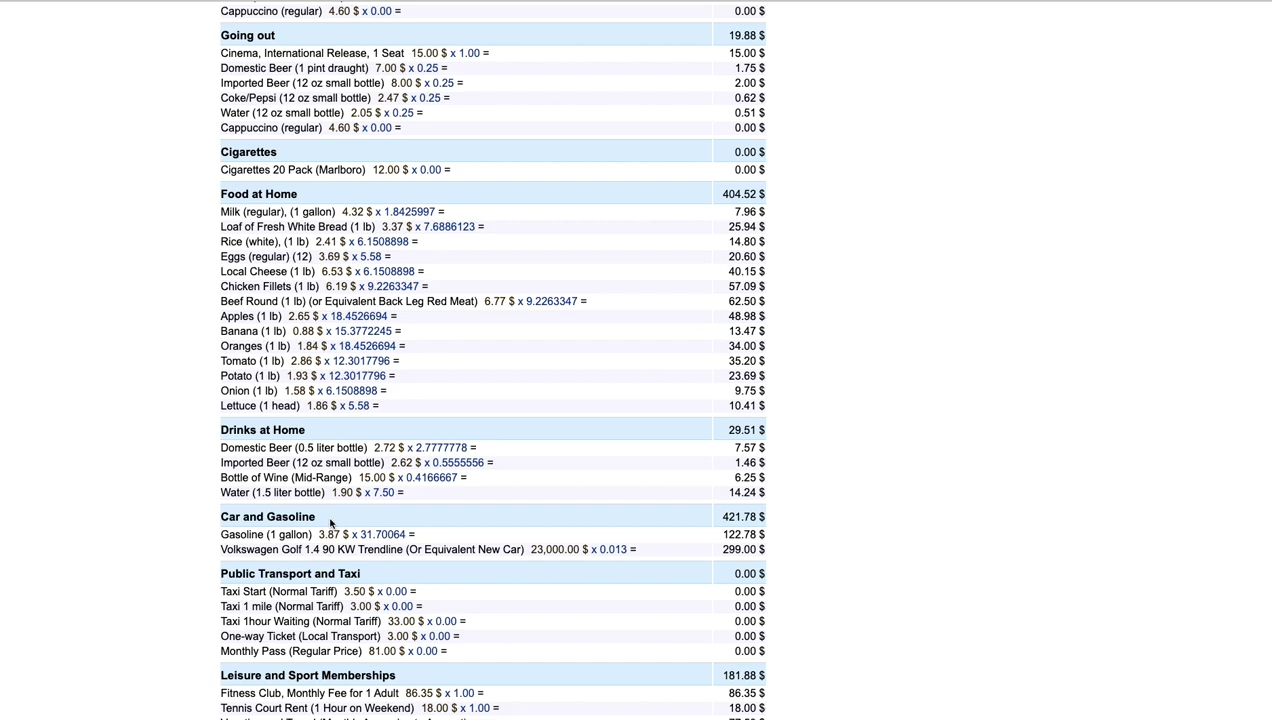 Cappuccino (regular) 4.60 $ x 0.00 = 0.00 $
Going out 19.88 $
Cinema, International Release, 1 Seat 15.00 $ x 1.00 = 15.00 $
Domestic Beer (1 pint draught) 7.00 $ x 0.25 = 1.75 $
Imported Beer (12 oz small bottle) 8.00 $ x 0.25 = 2.00 $
Coke/Pepsi (12 oz small bottle) 2.47 $ x 0.25 = 0.62 $
Water (12 oz small bottle) 2.05 $ x 0.25 = 0.51 $
Cappuccino (regular) 4.60 $ x 0.00 = 0.00 $
Cigarettes 0.00 $
Cigarettes 20 Pack (Marlboro) 12.00 $ x 0.00 = 0.00 $
Food at Home 404.52 $
Milk (regular), (1 gallon) 4.32 $ x 1.8425997 = 7.96 $
Loaf of Fresh White Bread (1 lb) 3.37 $ x 7.6886123 = 25.94 $
Rice (white), (1 lb) 2.41 $ x 6.1508898 = 14.80 $
Eggs (regular) (12) 3.69 $ x 5.58 = 20.60 $
Local Cheese (1 lb) 6.53 $ x 6.1508898 = 40.15 $
Chicken Fillets (1 lb) 6.19 $ x 9.2263347 = 57.09 $
Beef Round (1 lb) (or Equivalent Back Leg Red Meat) 6.77 $ x 9.2263347 = 62.50 $
Apples (1 lb) 2.65 $ x 18.4526694 = 48.98 $
Banana (1 lb) 0.88 $ x 15.3772245 = 13.47 $
Oranges (1 lb) 1.84 $ x 18.4526694 = 34.00 $
Tomato (1 lb) 2.86 $ x 12.3017796 = 35.20 $
Potato (1 lb) 1.93 $ x 12.3017796 = 23.69 $
Onion (1 lb) 1.58 $ x 6.1508898 = 9.75 $
Lettuce (1 head) 1.86 $ x 5.58 = 10.41 $
Drinks at Home 29.51 $
Domestic Beer (0.5 liter bottle) 2.72 $ x 2.7777778 = 7.57 $
Imported Beer (12 oz small bottle) 2.62 $ x 0.5555556 = 1.46 $
Bottle of Wine (Mid-Range) 15.00 $ x 0.4166667 = 6.25 $
Water (1.5 liter bottle) 1.90 $ x 7.50 = 14.24 $
Car and Gasoline 421.78 $
Gasoline (1 gallon) 3.87 $ x 31.70064 = 122.78 $
Volkswagen Golf 1.4 90 KW Trendline (Or Equivalent New Car) 23,000.00 $ x 0.013 = 299.00 $
Public Transport and Taxi 0.00 $
Taxi Start (Normal Tariff) 3.50 $ x 0.00 = 0.00 $
Taxi 1 mile (Normal Tariff) 3.00 $ x 0.00 = 0.00 $
Taxi 1hour Waiting (Normal Tariff) 33.00 $ x 0.00 = 0.00 $
One-way Ticket (Local Transport) 3.00 $ x 0.00 = 0.00 $
Monthly Pass (Regular Price) 81.00 $ x 0.00 = 0.00 $
Leisure and Sport Memberships 181.88 $
Fitness Club, Monthly Fee for 1 Adult 86.35 $ x 1.00 = 86.35 $
Tennis Court Rent (1 Hour on Weekend) 18.00 $ x 1.00 = 18.00 $